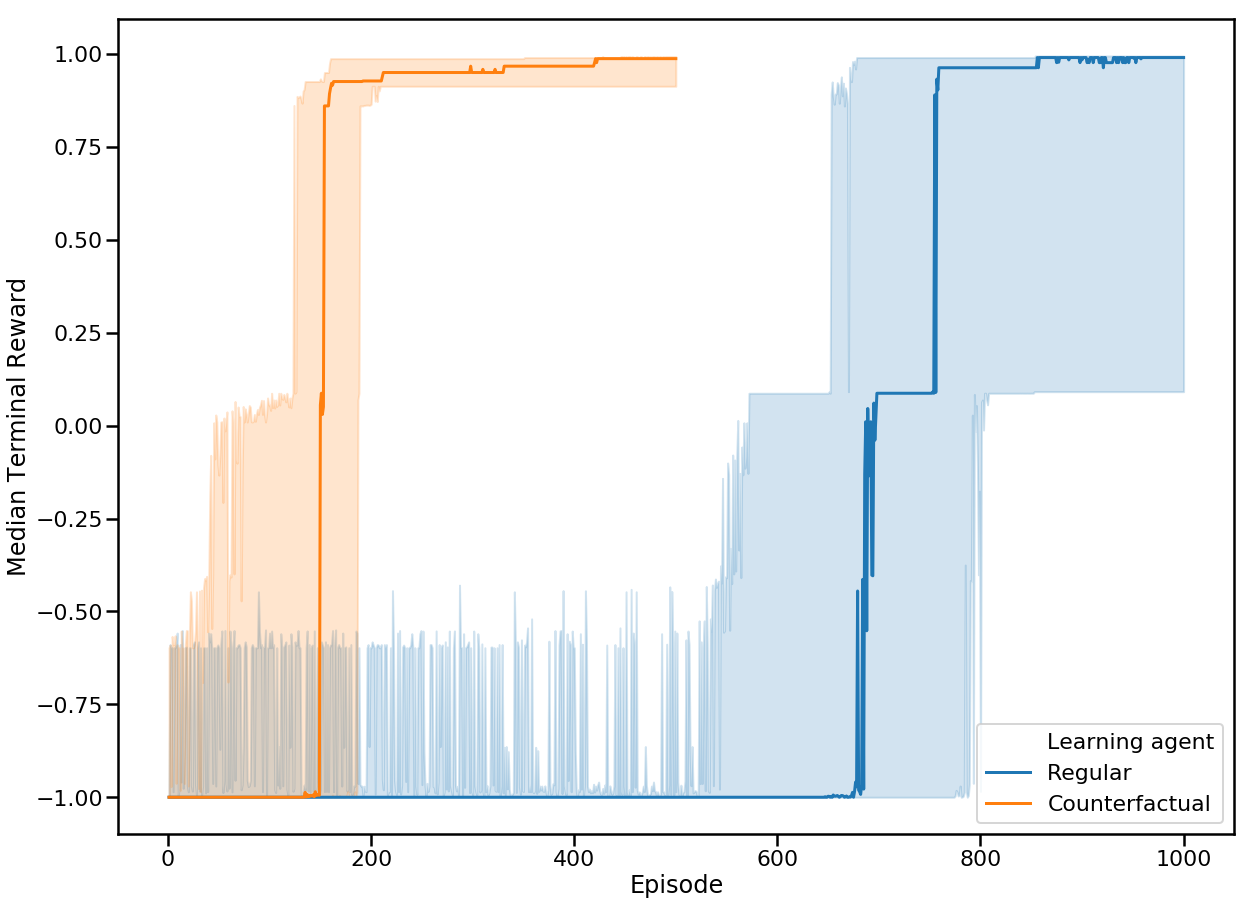 1.00
0.75
0.50
0.25
0.00
−0.25
−0.50
−0.75
−1.00
Median Terminal Reward
0 200 400 600 800 1000
Episode
Learning agent
Regular
Counterfactual